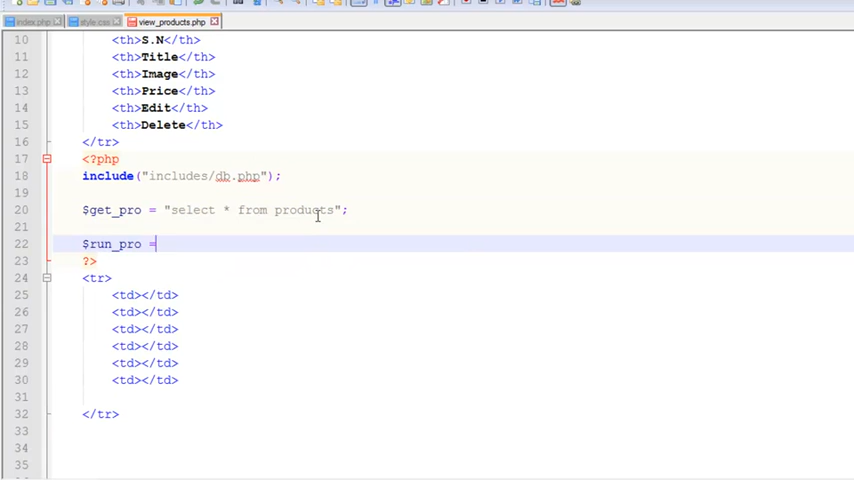 index.php style.css view_products.php
10 <th>S.N</th>
11 <th>Title</th>
12 <th>Image</th>
13 <th>Price</th>
14 <th>Edit</th>
15 <th>Delete</th>
16 </tr>
17 <?php
18 include("includes/db.php");
19
20 $get_pro = "select * from products";
21
22 $run_pro =
23 ?>
24 <tr>
25 <td></td>
26 <td></td>
27 <td></td>
28 <td></td>
29 <td></td>
30 <td></td>
31
32 </tr>
33
34
35